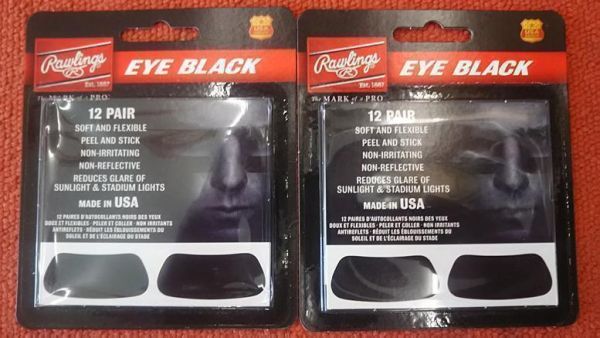 Rawlings
R
EST. 1887
EYE BLACK
USA
The MARK of a PRO
12 PAIR
SOFT AND FLEXIBLE
PEEL AND STICK
NON-IRRITATING
NON-REFLECTIVE
REDUCES GLARE OF
SUNLIGHT & STADIUM LIGHTS
MADE IN USA
12 PAIRES D'AUTOCOLLANTS NOIRS DES YEUX
DOUX ET FLEXIBLES · PELER ET COLLER · NON IRRITANTS
ANTIREFLETS · RÉDUIT LES ÉBLOUISSEMENTS DU
SOLEIL ET DE L'ÉCLAIRAGE DU STADE
Rawlings
R
EST. 1887
EYE BLACK
USA
The MARK of a PRO
12 PAIR
SOFT AND FLEXIBLE
PEEL AND STICK
NON-IRRITATING
NON-REFLECTIVE
REDUCES GLARE OF
SUNLIGHT & STADIUM LIGHTS
MADE IN USA
12 PAIRES D'AUTOCOLLANTS NOIRS DES YEUX
DOUX ET FLEXIBLES · PELER ET COLLER · NON IRRITANTS
ANTIREFLETS · RÉDUIT LES ÉBLOUISSEMENTS DU
SOLEIL ET DE L'ÉCLAIRAGE DU STADE